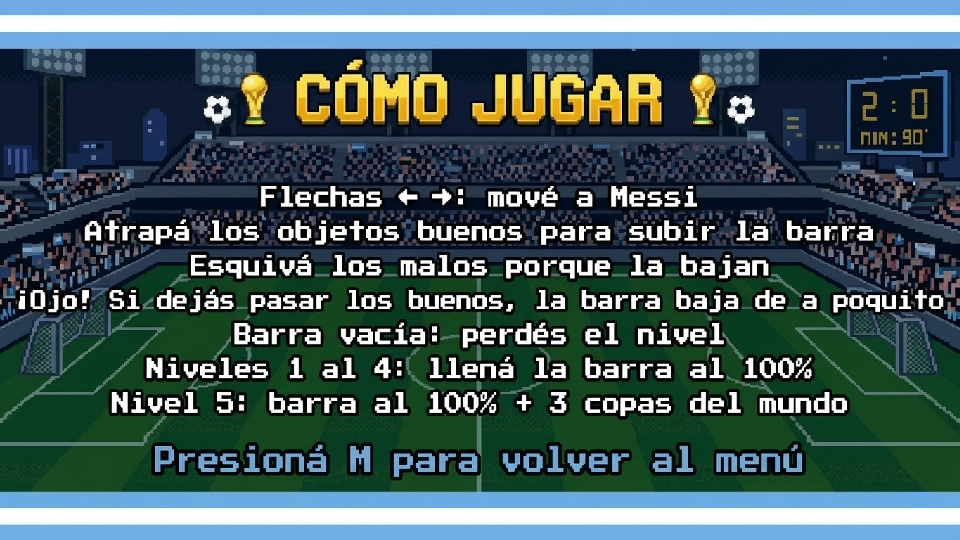 CÓMO JUGAR
2 : 0
MIN: 90'
Flechas ← →: mové a Messi
Atrapá los objetos buenos para subir la barra
Esquivá los malos porque la bajan
¡Ojo! Si dejás pasar los buenos, la barra baja de a poquito
Barra vacía: perdés el nivel
Niveles 1 al 4: llená la barra al 100%
Nivel 5: barra al 100% + 3 copas del mundo
Presioná M para volver al menú